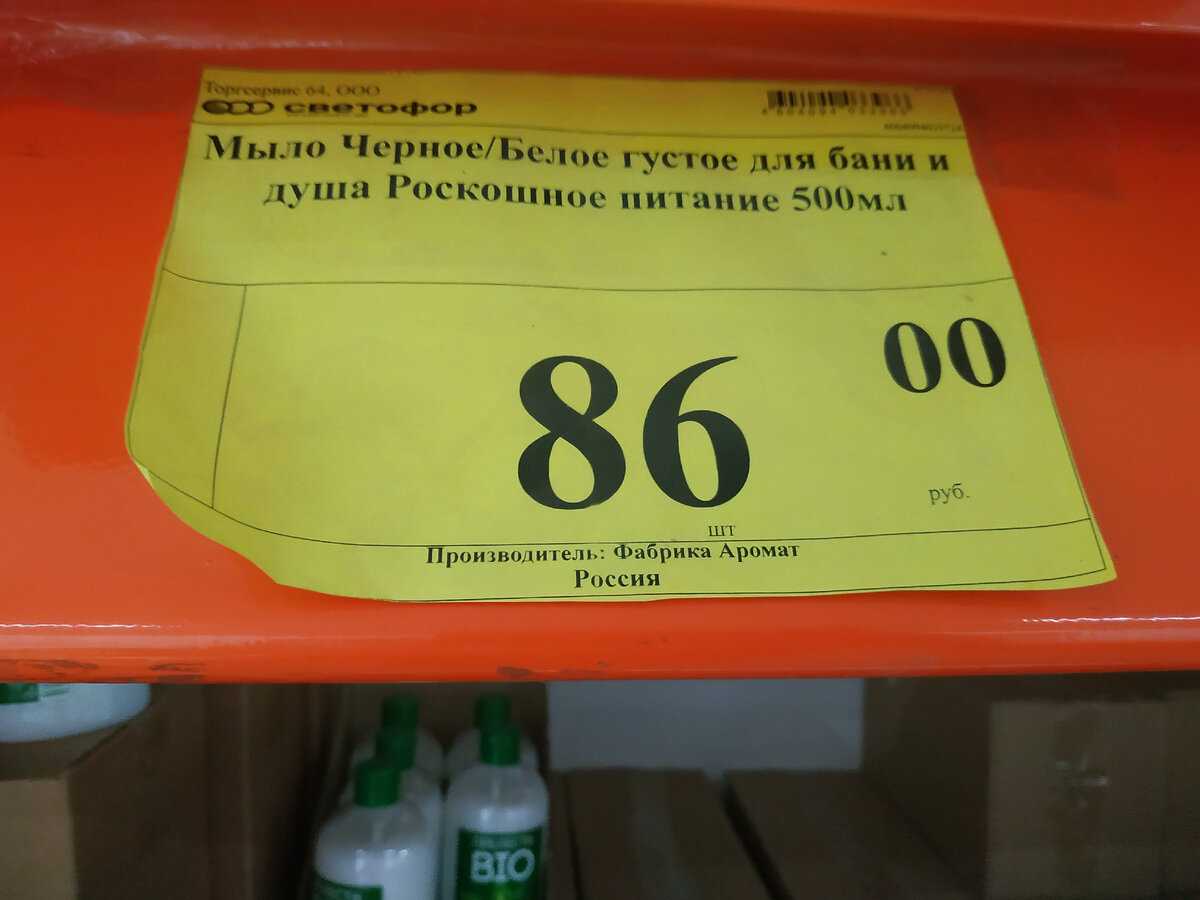 Торгсервис 64, ООО
светофор
Мыло Черное/Белое густое для бани и
душа Роскошное питание 500мл
86
00
руб.
шт
Производитель: Фабрика Аромат
Россия
BIO